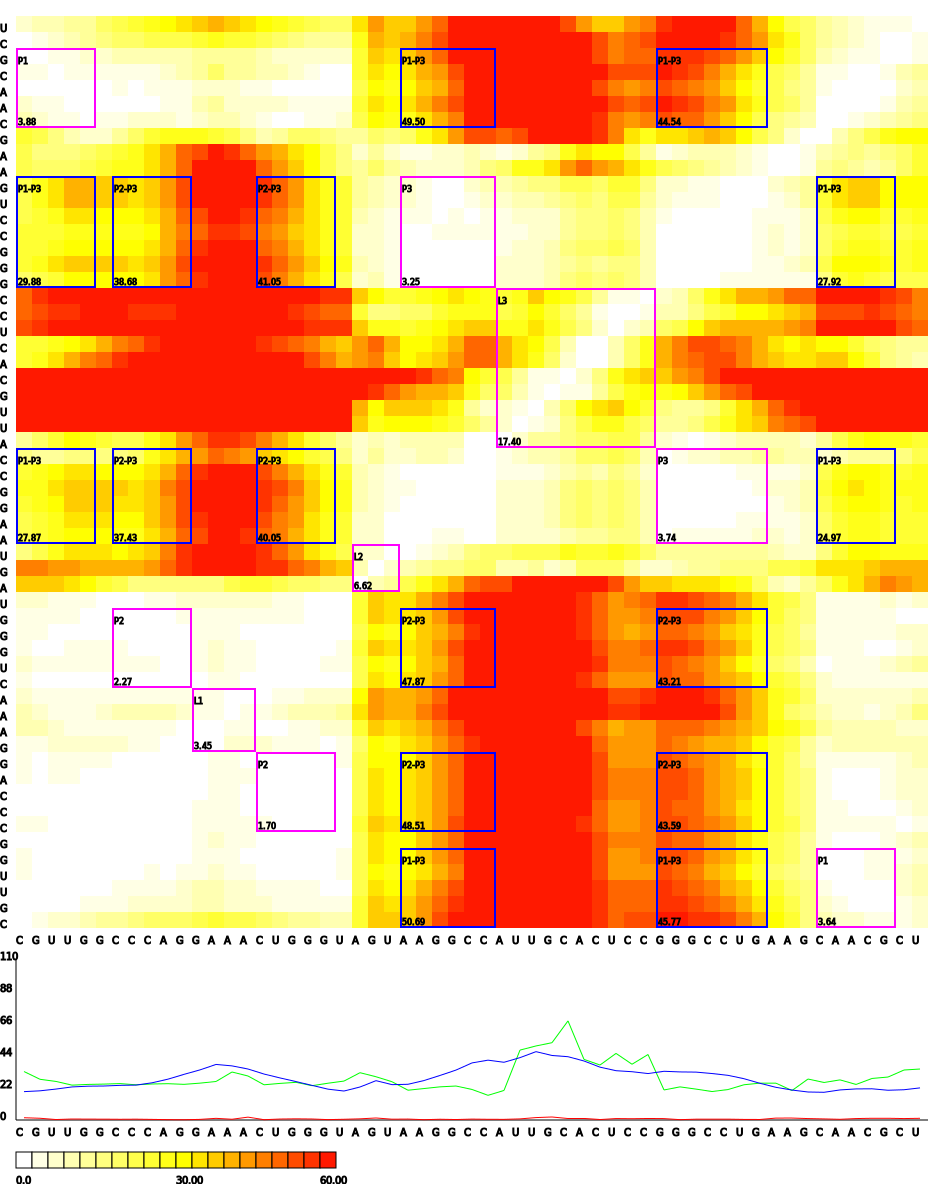 U
C
G P1 P1-P3 P1-P3
C
A
A
C 3.88 49.50 44.54
G
A
A
G P1-P3 P2-P3 P2-P3 P3 P1-P3
U
C
C
G
G
G 29.88 38.68 41.05 3.25 27.92
C L3
C
U
C
A
C
G
U
U
A 17.40
C P1-P3 P2-P3 P2-P3 P3 P1-P3
C
G
G
A
A 27.87 37.43 40.05 3.74 24.97
U L2
G
A 6.62
U
G P2 P2-P3 P2-P3
G
G
U
C 2.27 47.87 43.21
A L1
A
A
G 3.45
G P2 P2-P3 P2-P3
A
C
C
C 1.70 48.51 43.59
G
G P1-P3 P1-P3 P1
U
U
G
C 50.69 45.77 3.64
C G U U G G C C C A G G A A A C U G G G U A G U A A G G C C A U U G C A C U C C G G G C C U G A A G C A A C G C U
110
88
66
44
22
0
C G U U G G C C C A G G A A A C U G G G U A G U A A G G C C A U U G C A C U C C G G G C C U G A A G C A A C G C U
0.0 30.00 60.00